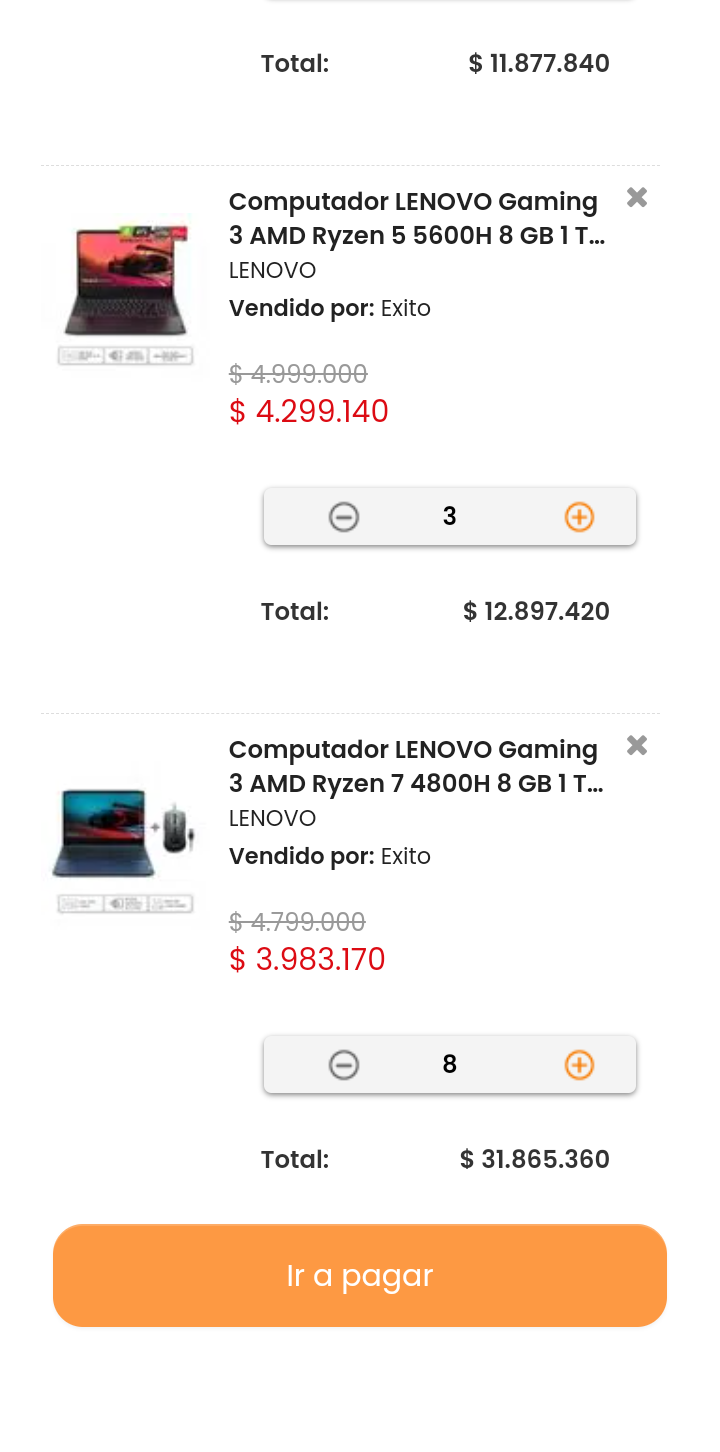 Total: $ 11.877.840
Computador LENOVO Gaming
3 AMD Ryzen 5 5600H 8 GB 1 T...
LENOVO
Vendido por: Exito
$ 4.999.000
$ 4.299.140
3
Total: $ 12.897.420
Computador LENOVO Gaming
3 AMD Ryzen 7 4800H 8 GB 1 T...
LENOVO
Vendido por: Exito
$ 4.799.000
$ 3.983.170
8
Total: $ 31.865.360
Ir a pagar